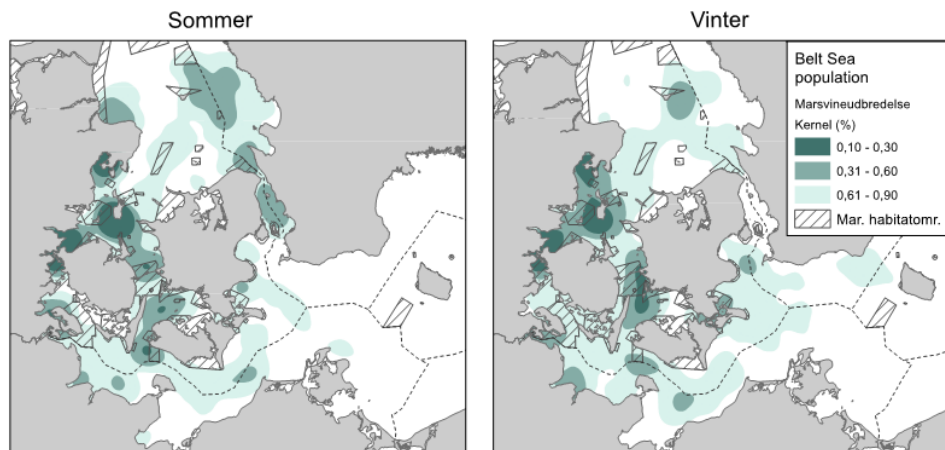 Sommer
Vinter
Belt Sea
population
Marsvineudbredelse
Kernel (%)
0,10 - 0,30
0,31 - 0,60
0,61 - 0,90
Mar. habitatomr.